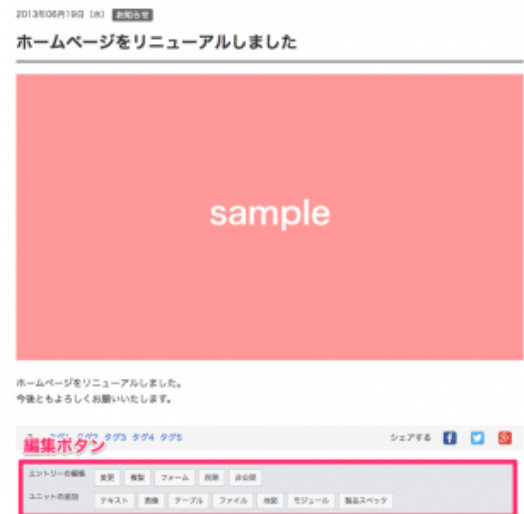 2013年06月19日（水） お知らせ
ホームページをリニューアルしました
sample
ホームページをリニューアルしました。
今後ともよろしくお願いいたします。
タグ2 タグ3 タグ4 タグ5 シェアする
編集ボタン
エントリーの編集 変更 複製 フォーム 削除 非公開
ユニットの追加 テキスト 画像 テーブル ファイル 地図 モジュール 製品スペック